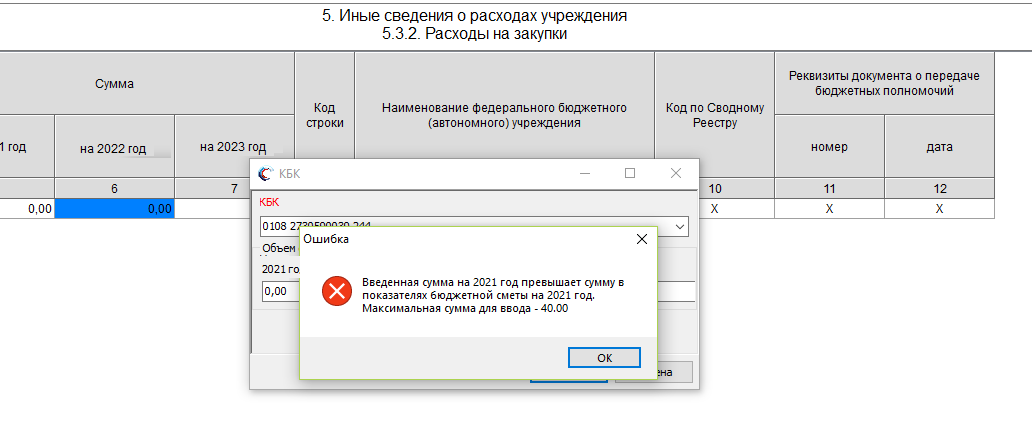 5. Иные сведения о расходах учреждения
5.3.2. Расходы на закупки
Сумма
Код строки
Наименование федерального бюджетного (автономного) учреждения
Код по Сводному Реестру
Реквизиты документа о передаче бюджетных полномочий
1 год
на 2022 год
на 2023 год
номер
дата
6
7
10
11
12
0,00
0,00
X
X
X
КБК
КБК
0108
Объем
2021
0,00
Ошибка
Введенная сумма на 2021 год превышает сумму в
показателях бюджетной сметы на 2021 год.
Максимальная сумма для ввода - 40.00
OK